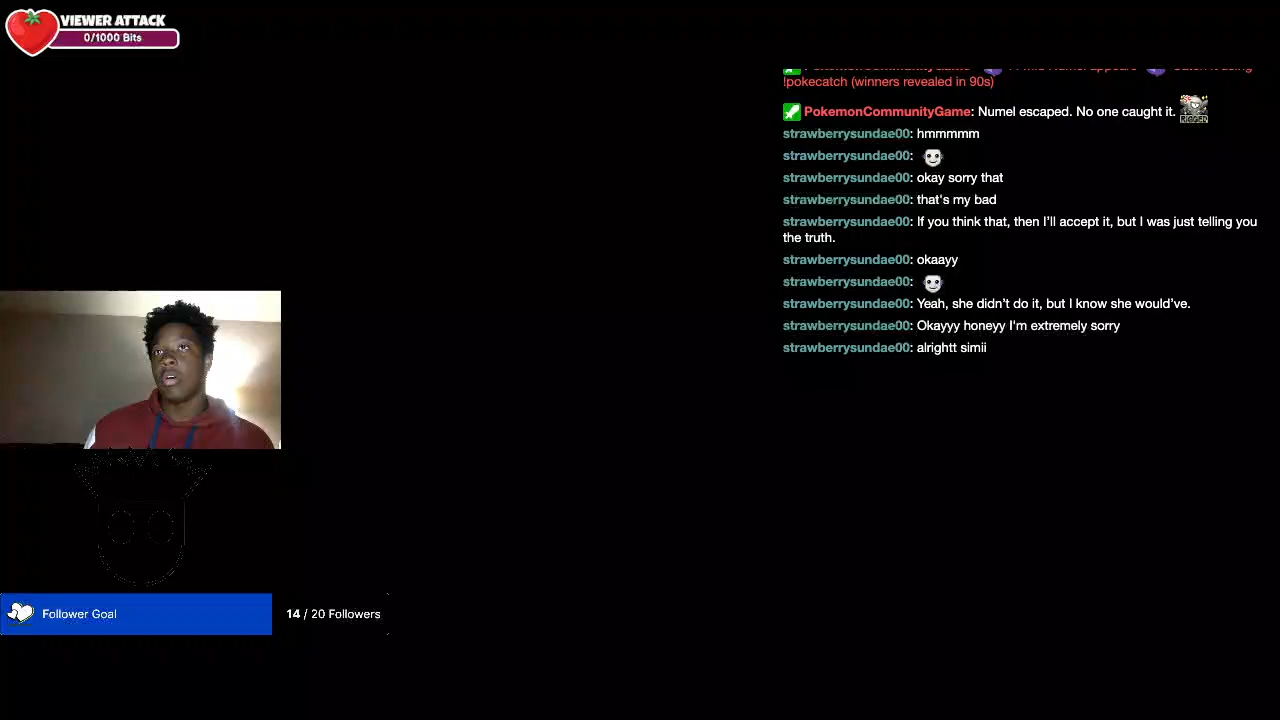 VIEWER ATTACK
0/1000 Bits
!pokecatch (winners revealed in 90s)
PokemonCommunityGame: Numel escaped. No one caught it.
strawberrysundae00: hmmmmm
strawberrysundae00:
strawberrysundae00: okay sorry that
strawberrysundae00: that's my bad
strawberrysundae00: If you think that, then I’ll accept it, but I was just telling you
the truth.
strawberrysundae00: okaayy
strawberrysundae00:
strawberrysundae00: Yeah, she didn’t do it, but I know she would’ve.
strawberrysundae00: Okayyy honeyy I'm extremely sorry
strawberrysundae00: alrightt simii
Follower Goal
14 / 20 Followers